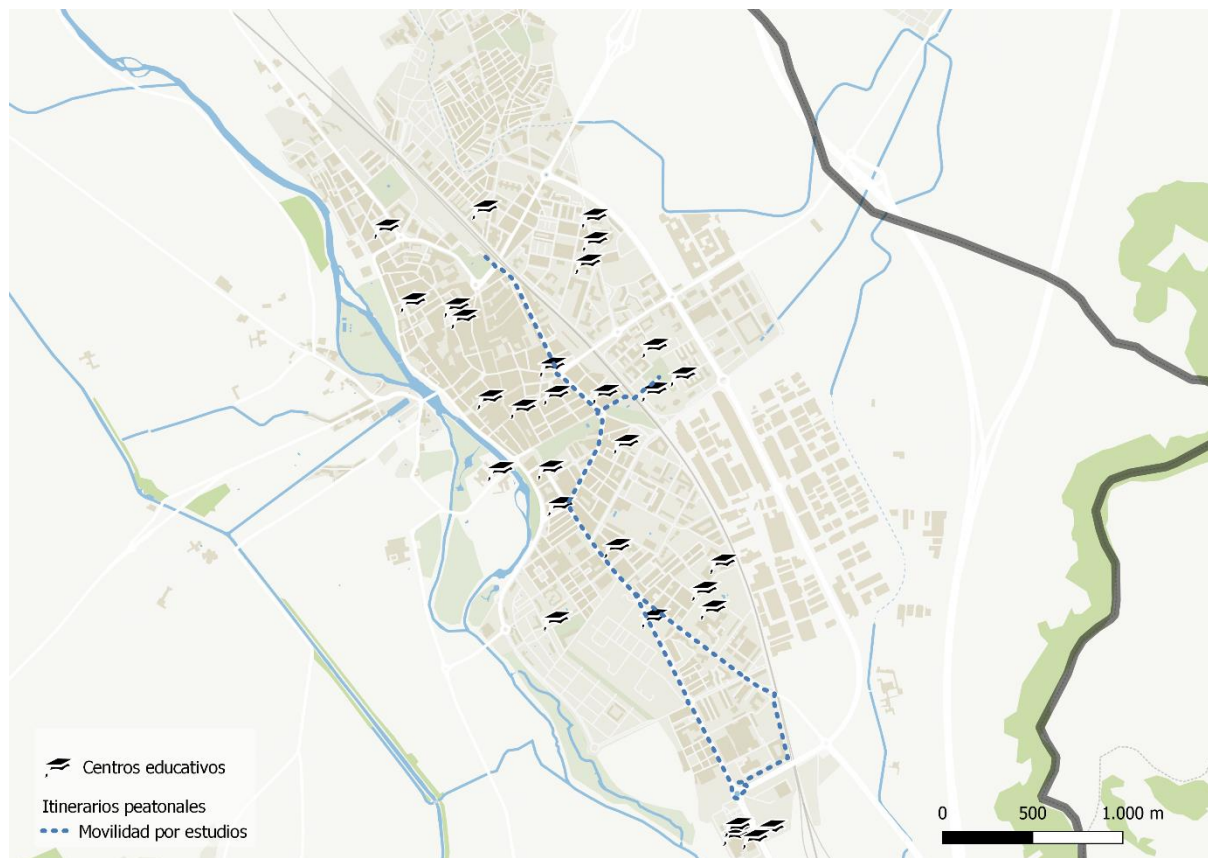 Centros educativos
Itinerarios peatonales
Movilidad por estudios
0 500 1.000 m